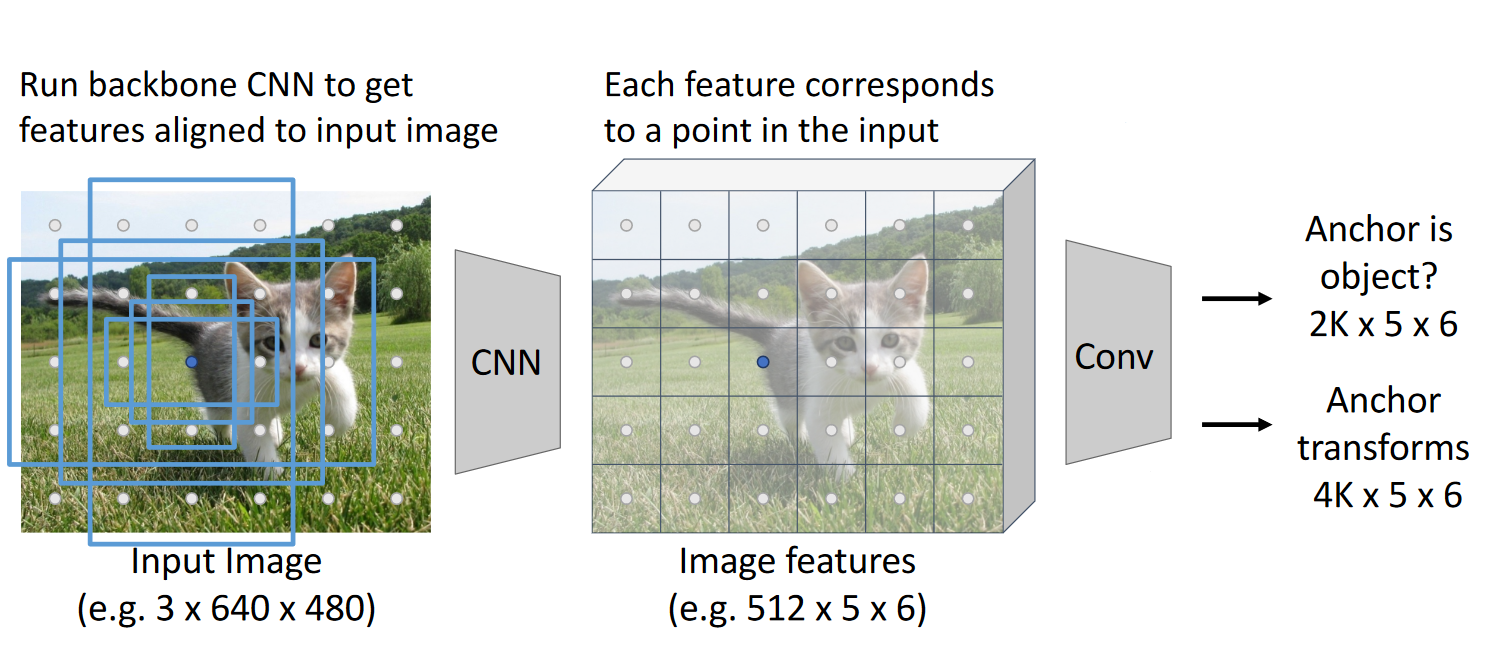 Run backbone CNN to get
features aligned to input image
Each feature corresponds
to a point in the input
CNN
Conv
Anchor is
object?
2K x 5 x 6
Anchor
transforms
4K x 5 x 6
Input Image
(e.g. 3 x 640 x 480)
Image features
(e.g. 512 x 5 x 6)